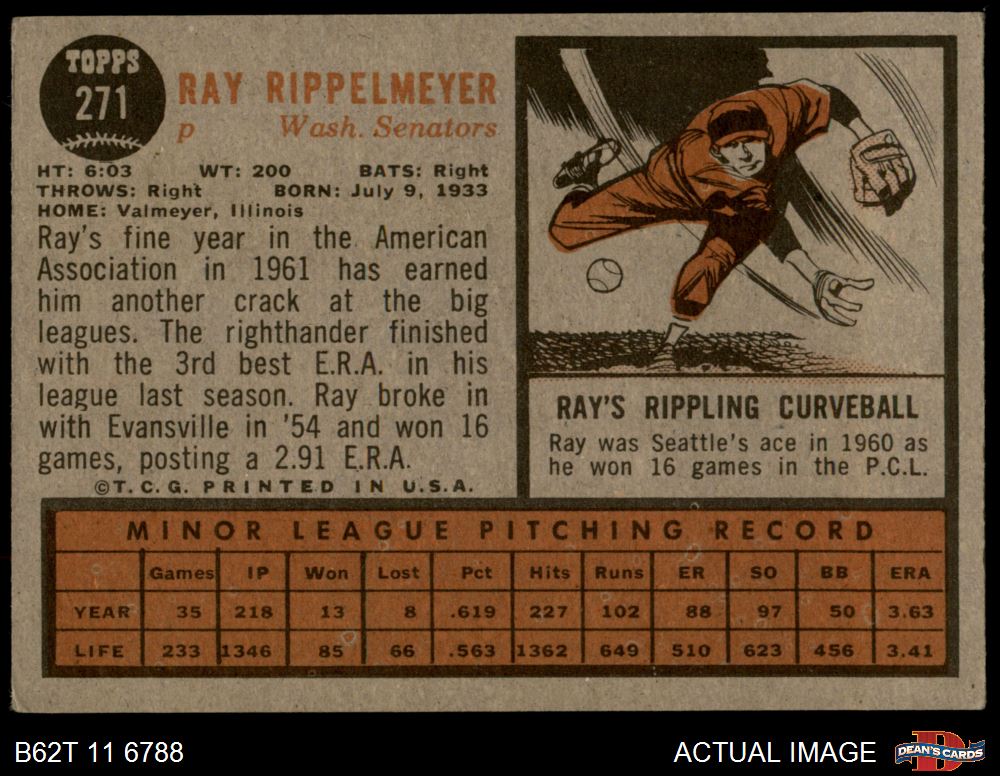 TOPPS
271
RAY RIPPELMEYER
p Wash. Senators
HT: 6:03 WT: 200 BATS: Right
THROWS: Right BORN: July 9, 1933
HOME: Valmeyer, Illinois
Ray's fine year in the American
Association in 1961 has earned
him another crack at the big
leagues. The righthander finished
with the 3rd best E.R.A. in his
league last season. Ray broke in
with Evansville in '54 and won 16
games, posting a 2.91 E.R.A.
©T.C.G. PRINTED IN U.S.A.
RAY'S RIPPLING CURVEBALL
Ray was Seattle's ace in 1960 as
he won 16 games in the P.C.L.
MINOR LEAGUE PITCHING RECORD
Games IP Won Lost Pct Hits Runs ER SO BB ERA
YEAR 35 218 13 8 .619 227 102 88 97 50 3.63
LIFE 233 1346 85 66 .563 1362 649 510 623 456 3.41
B62T 11 6788
ACTUAL IMAGE
D
DEAN'S CARDS